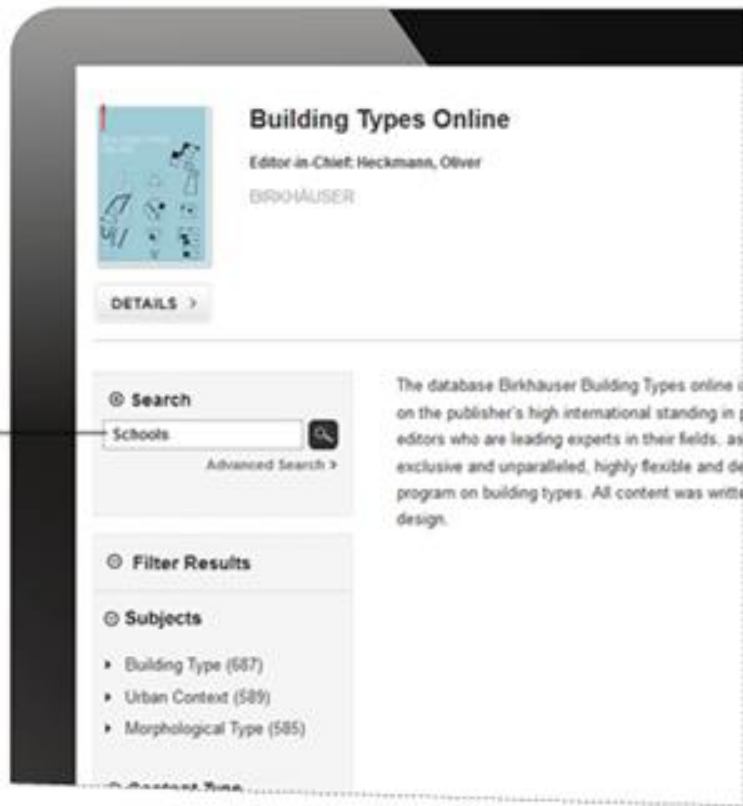 Building Types Online
Editor-in-Chief: Heckmann, Oliver
BIRKHÄUSER
DETAILS >
Search
Schools
Advanced Search >
The database Birkhäuser Building Types online
on the publisher's high international standing in
editors who are leading experts in their fields, as
exclusive and unparalleled, highly flexible and de
program on building types. All content was writte
design.
Filter Results
Subjects
Building Type (687)
Urban Context (589)
Morphological Type (585)
Content Type